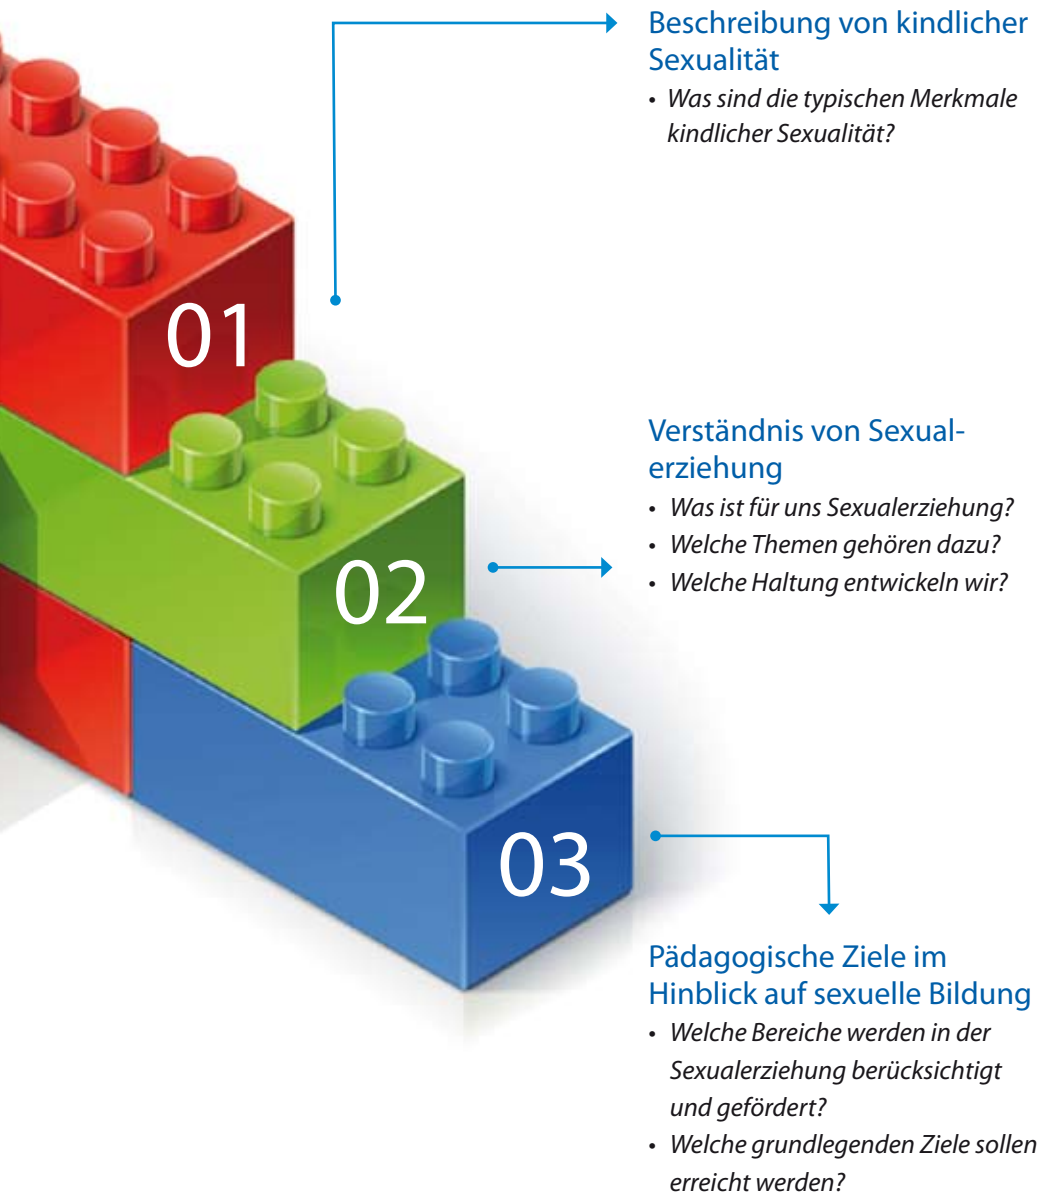 Beschreibung von kindlicher
Sexualität
• Was sind die typischen Merkmale
kindlicher Sexualität?
01
Verständnis von Sexual-
erziehung
• Was ist für uns Sexualerziehung?
• Welche Themen gehören dazu?
• Welche Haltung entwickeln wir?
02
03
Pädagogische Ziele im
Hinblick auf sexuelle Bildung
• Welche Bereiche werden in der
Sexualerziehung berücksichtigt
und gefördert?
• Welche grundlegenden Ziele sollen
erreicht werden?